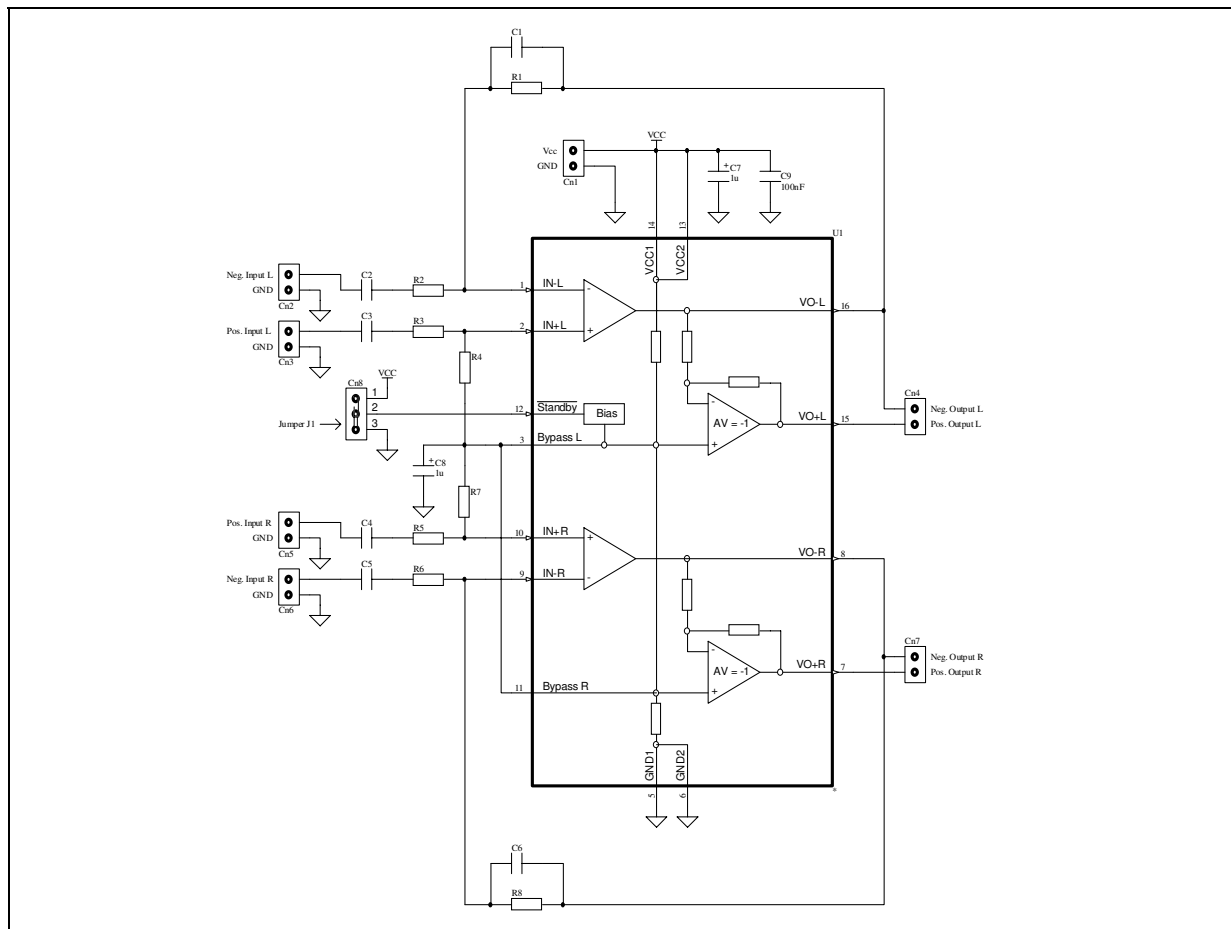 C1
R1
VCC
Vcc
GND
Cn1
+
C7
1u
C9
100nF
14
13
U1
VCC1
VCC2
Neg. Input L
GND
Cn2
C2
R2
1
IN-L
-
VO-L
16
Pos. Input L
GND
Cn3
C3
R3
2
IN+L
+
R4
Cn8
VCC
1
2
3
Jumper J1
12
Standby
Bias
3
Bypass L
-
AV = -1
+
VO+L
15
Cn4
Neg. Output L
Pos. Output L
+
C8
1u
R7
Pos. Input R
GND
Cn5
C4
R5
10
IN+R
+
VO-R
8
Neg. Input R
GND
Cn6
C5
R6
9
IN-R
-
-
AV = -1
+
VO+R
7
Cn7
Neg. Output R
Pos. Output R
11
Bypass R
GND1
GND2
5
6
*
C6
R8